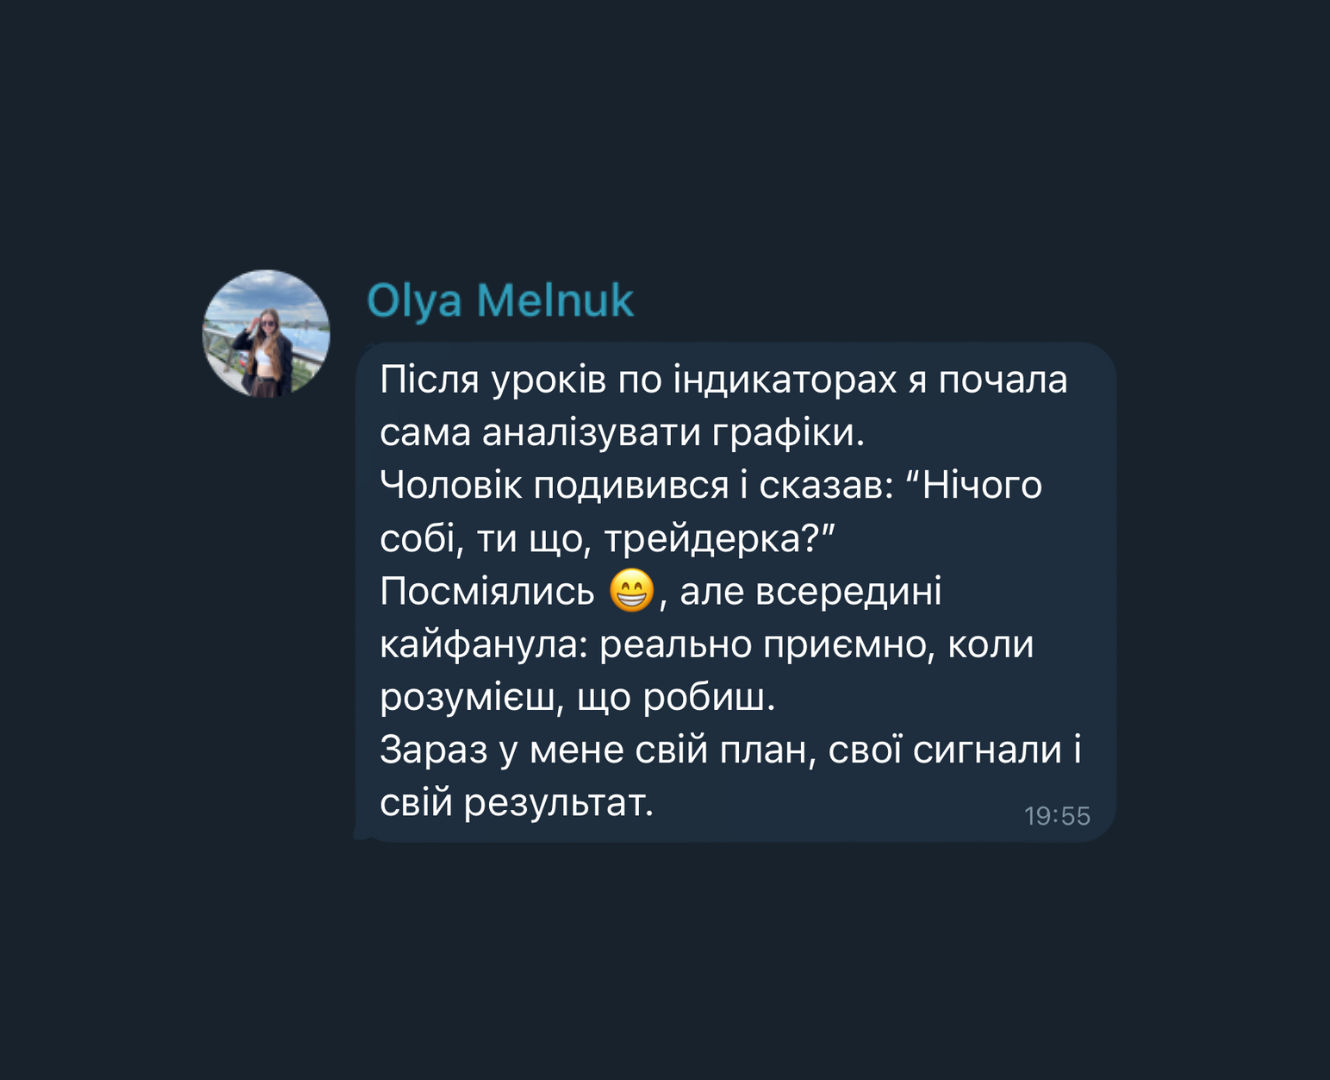 Olya Melnuk
Після уроків по індикаторах я почала
сама аналізувати графіки.
Чоловік подивився і сказав: “Нічого
собі, ти що, трейдерка?”
Посміялись 😁, але всередині
кайфанула: реально приємно, коли
розумієш, що робиш.
Зараз у мене свій план, свої сигнали і
свій результат.
19:55